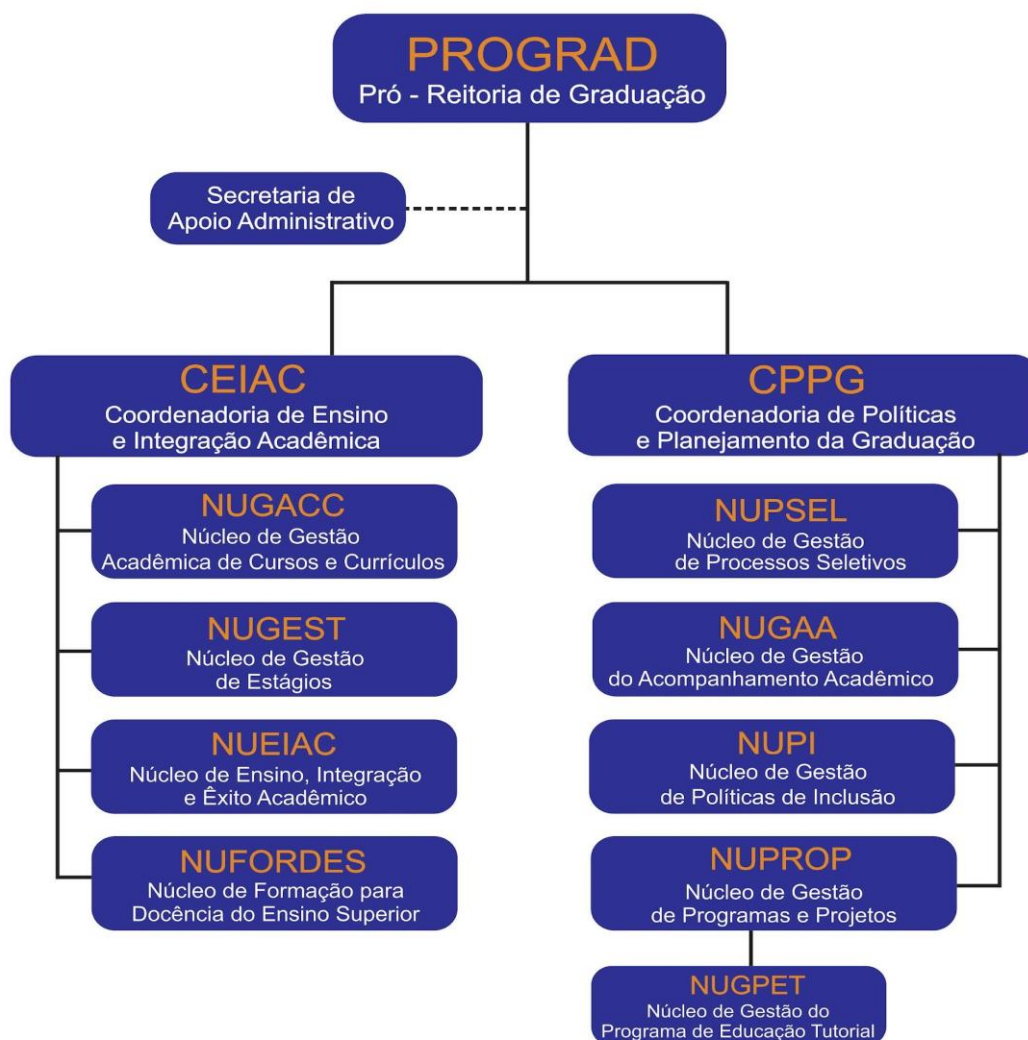 PROGRAD
Pró - Reitoria de Graduação
Secretaria de
Apoio Administrativo
CEIAC
Coordenadoria de Ensino
e Integração Acadêmica
NUGACC
Núcleo de Gestão
Acadêmica de Cursos e Currículos
NUGEST
Núcleo de Gestão
de Estágios
NUEIAC
Núcleo de Ensino, Integração
e Êxito Acadêmico
NUFORDES
Núcleo de Formação para
Docência do Ensino Superior
CPPG
Coordenadoria de Políticas
e Planejamento da Graduação
NUPSEL
Núcleo de Gestão
de Processos Seletivos
NUGAA
Núcleo de Gestão
do Acompanhamento Acadêmico
NUPI
Núcleo de Gestão
de Políticas de Inclusão
NUPROP
Núcleo de Gestão
de Programas e Projetos
NUGPET
Núcleo de Gestão do
Programa de Educação Tutorial